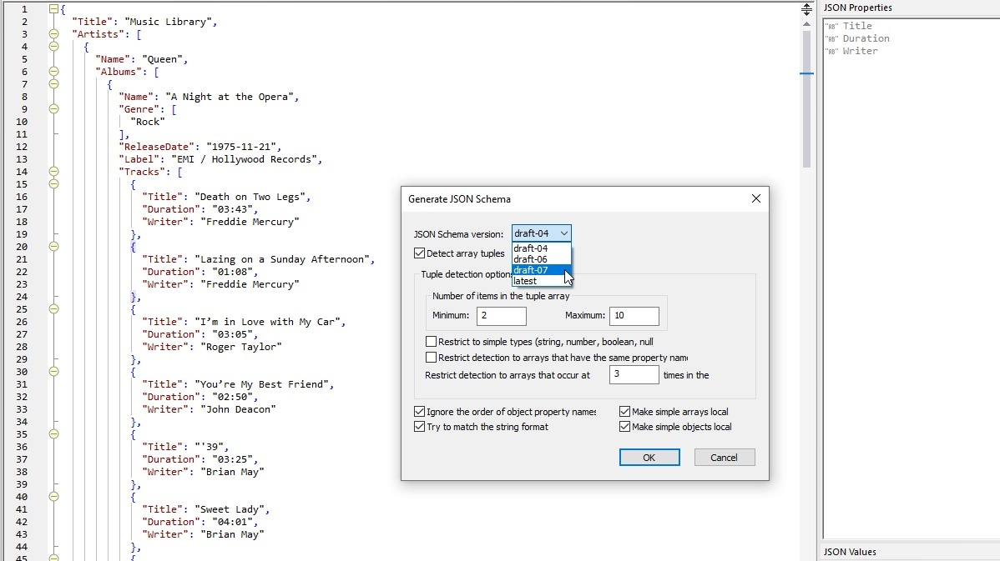 1 {
2 "Title": "Music Library",
3 "Artists": [
4 {
5 "Name": "Queen",
6 "Albums": [
7 {
8 "Name": "A Night at the Opera",
9 "Genre": [
10 "Rock"
11 ],
12 "ReleaseDate": "1975-11-21",
13 "Label": "EMI / Hollywood Records",
14 "Tracks": [
15 {
16 "Title": "Death on Two Legs",
17 "Duration": "03:43",
18 "Writer": "Freddie Mercury"
19 },
20 {
21 "Title": "Lazing on a Sunday Afternoon",
22 "Duration": "01:08",
23 "Writer": "Freddie Mercury"
24 },
25 {
26 "Title": "I’m in Love with My Car",
27 "Duration": "03:05",
28 "Writer": "Roger Taylor"
29 },
30 {
31 "Title": "You’re My Best Friend",
32 "Duration": "02:50",
33 "Writer": "John Deacon"
34 },
35 {
36 "Title": "'39",
37 "Duration": "03:25",
38 "Writer": "Brian May"
39 },
40 {
41 "Title": "Sweet Lady",
42 "Duration": "04:01",
43 "Writer": "Brian May"
44 },
45 {
Generate JSON Schema
JSON Schema version: draft-04
draft-04
draft-06
draft-07
latest
Detect array tuples
Tuple detection option
Number of items in the tuple array
Minimum: 2 Maximum: 10
Restrict to simple types (string, number, boolean, null
Restrict detection to arrays that have the same property name
Restrict detection to arrays that occur at 3 times in the
Ignore the order of object property names Make simple arrays local
Try to match the string format Make simple objects local
OK Cancel
JSON Properties
"AB" Title
"AB" Duration
"AB" Writer
JSON Values